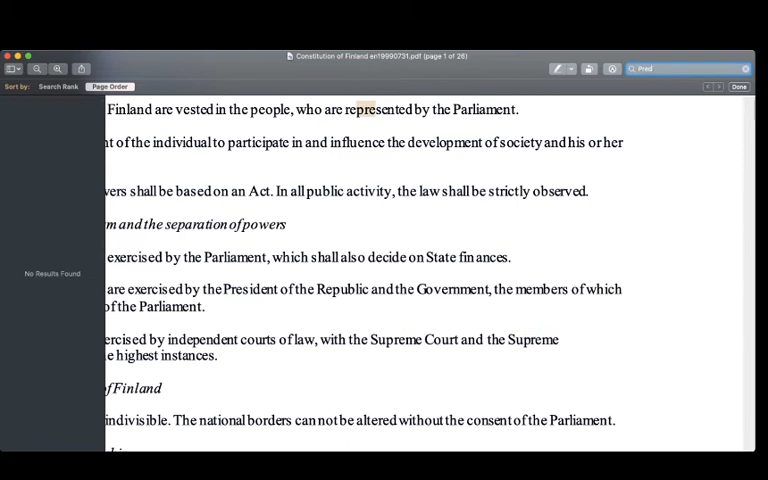 Constitution of Finland en19990731.pdf (page 1 of 26)
Pred
Sort by: Search Rank Page Order
Done
Finland are vested in the people, who are represented by the Parliament.
nt of the individual to participate in and influence the development of society and his or her
vers shall be based on an Act. In all public activity, the law shall be strictly observed.
m and the separation of powers
exercised by the Parliament, which shall also decide on State finances.
No Results Found
are exercised by the President of the Republic and the Government, the members of which
of the Parliament.
ercised by independent courts of law, with the Supreme Court and the Supreme
e highest instances.
of Finland
indivisible. The national borders cannot be altered without the consent of the Parliament.